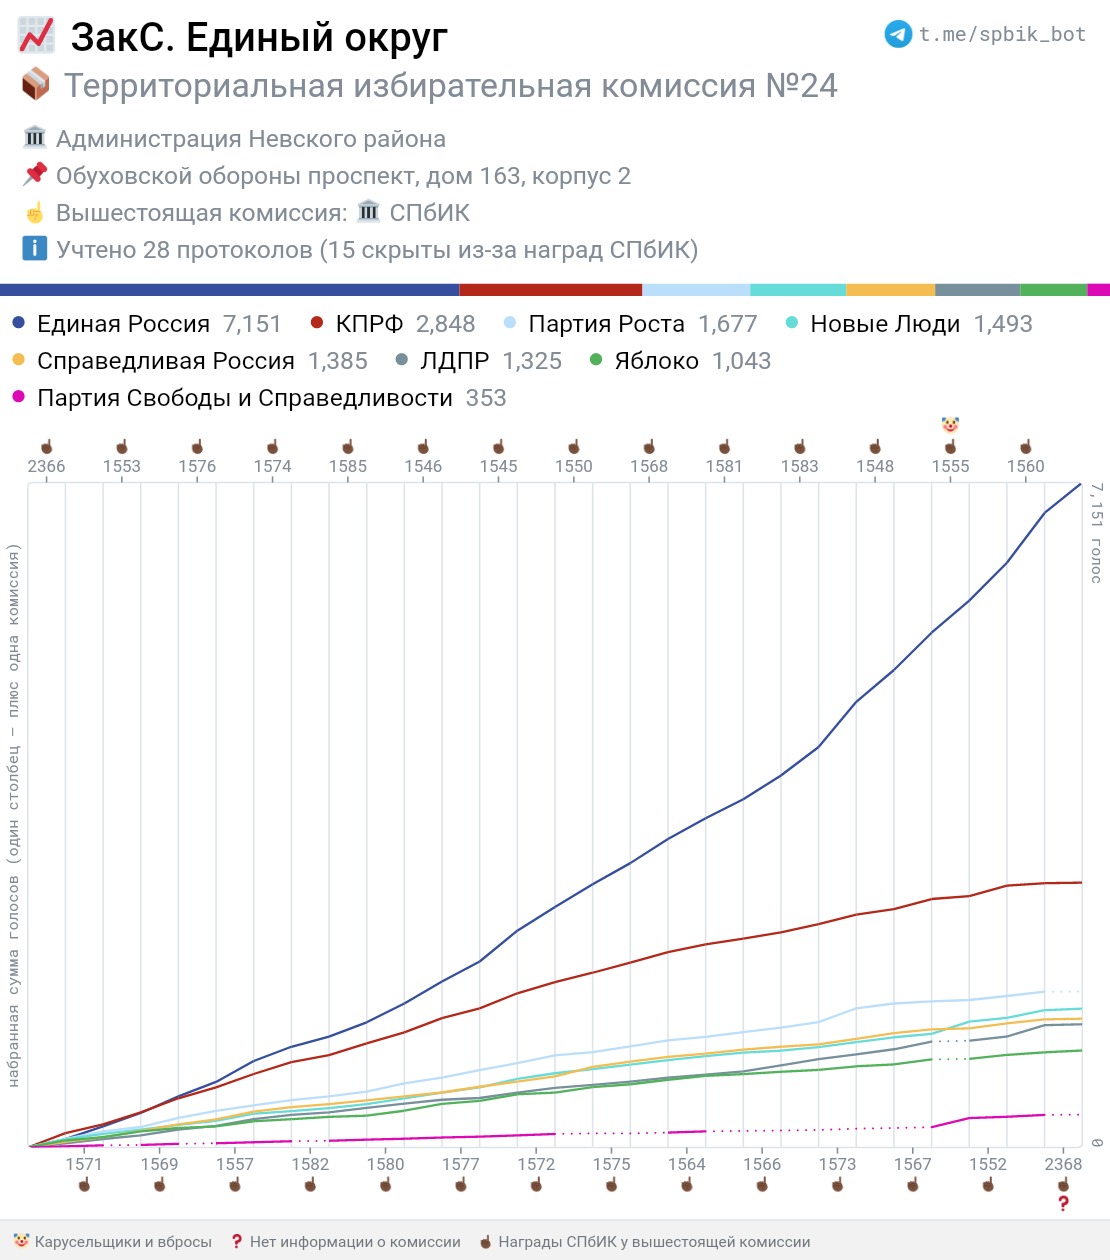 ЗакС. Единый округ
t.me/spbik_bot
Территориальная избирательная комиссия №24
Администрация Невского района
Обуховской обороны проспект, дом 163, корпус 2
Вышестоящая комиссия: СПбИК
Учтено 28 протоколов (15 скрыты из-за наград СПбИК)
Единая Россия 7,151 КПРФ 2,848 Партия Роста 1,677 Новые Люди 1,493
Справедливая Россия 1,385 ЛДПР 1,325 Яблоко 1,043
Партия Свободы и Справедливости 353
2366 1553 1576 1574 1585 1546 1545 1550 1568 1581 1583 1548 1555 1560
7,151 голос
набранная сумма голосов (один столбец – плюс одна комиссия)
0
1571 1569 1557 1582 1580 1577 1572 1575 1564 1566 1573 1567 1552 2368
Карусельщики и вбросы Нет информации о комиссии Награды СПбИК у вышестоящей комиссии